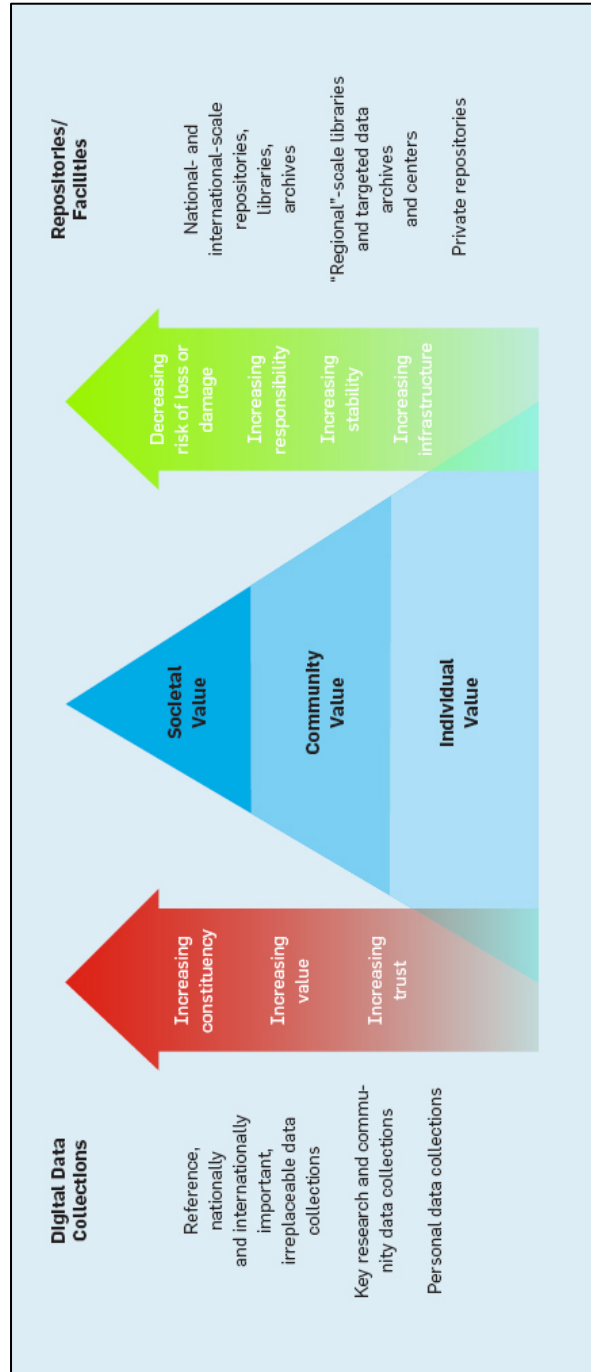 Digital Data
Collections
Reference,
nationally
and internationally
important,
irreplaceable data
collections
Key research and commu-
nity data collections
Personal data collections
Increasing
constituency
Increasing
value
Increasing
trust
Societal
Value
Community
Value
Individual
Value
Decreasing
risk of loss or
damage
Increasing
responsibility
Increasing
stability
Increasing
infrastructure
Repositories/
Facilities
National- and
international-scale
repositories,
libraries,
archives
“Regional”-scale libraries
and targeted data
archives
and centers
Private repositories